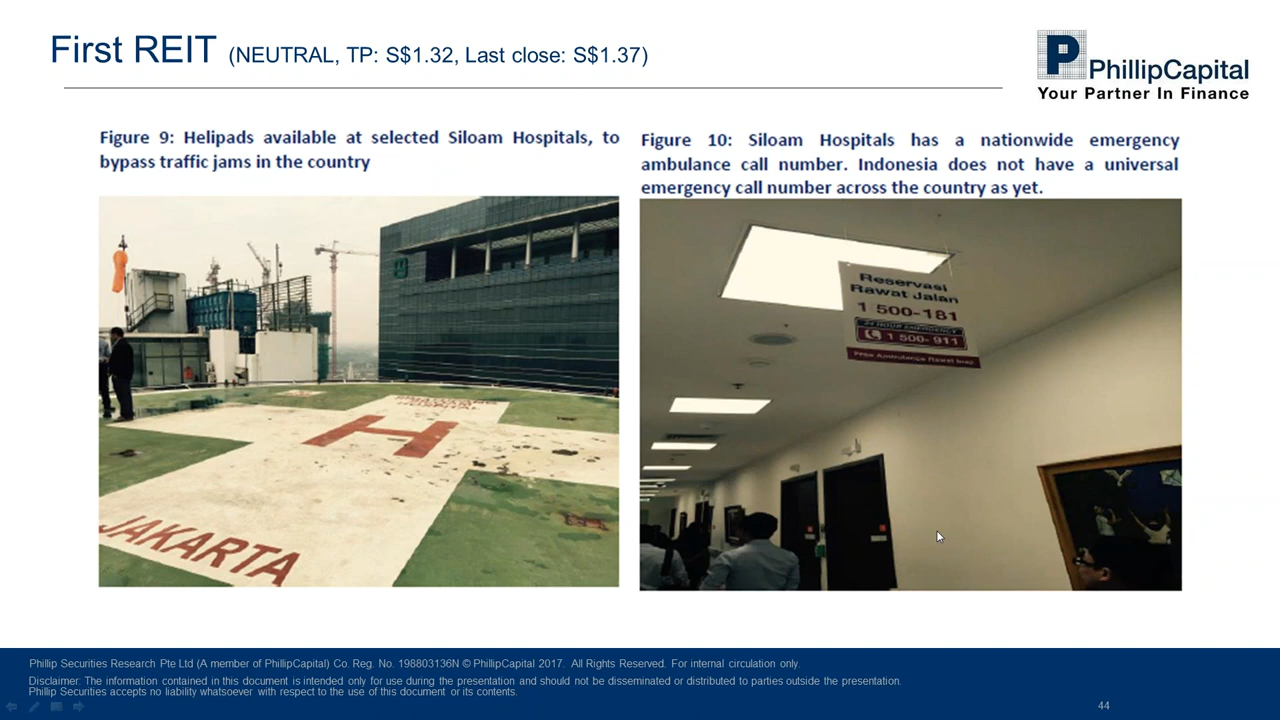 First REIT (NEUTRAL, TP: S$1.32, Last close: S$1.37)
P
PhillipCapital
Your Partner In Finance
Figure 9: Helipads available at selected Siloam Hospitals, to
bypass traffic jams in the country
Figure 10: Siloam Hospitals has a nationwide emergency
ambulance call number. Indonesia does not have a universal
emergency call number across the country as yet.
H
JAKARTA
Reservasi
Rawat Jalan
1 500-181
24 HOUR EMERGENCY
1 500-911
Free Ambulance Rawat Inap
Phillip Securities Research Pte Ltd (A member of PhillipCapital) Co. Reg. No. 198803136N © PhillipCapital 2017. All Rights Reserved. For internal circulation only.
Disclaimer: The information contained in this document is intended only for use during the presentation and should not be disseminated or distributed to parties outside the presentation.
Phillip Securities accepts no liability whatsoever with respect to the use of this document or its contents.
44